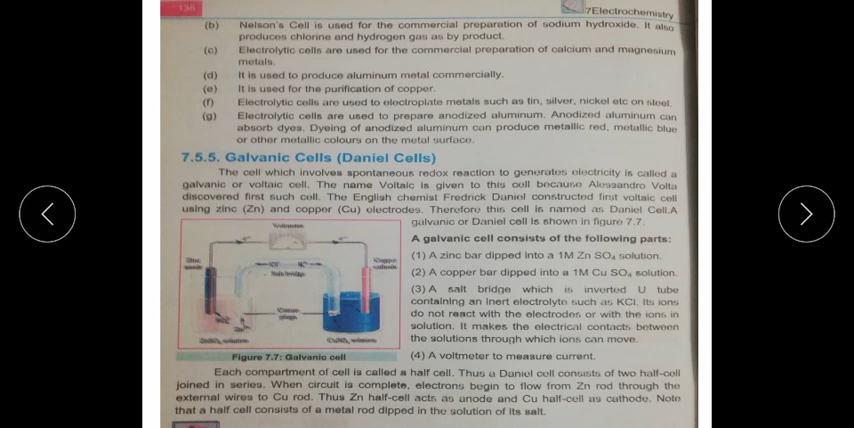 136
7Electrochemistry
(b) Nelson's Cell is used for the commercial preparation of sodium hydroxide. It also
produces chlorine and hydrogen gas as by product.
(c) Electrolytic cells are used for the commercial preparation of calcium and magnesium
metals.
(d) It is used to produce aluminum metal commercially.
(e) It is used for the purification of copper.
(f) Electrolytic cells are used to electroplate metals such as tin, silver, nickel etc on steel.
(g) Electrolytic cells are used to prepare anodized aluminum. Anodized aluminum can
absorb dyes. Dyeing of anodized aluminum can produce metallic red, metallic blue
or other metallic colours on the metal surface.
7.5.5. Galvanic Cells (Daniel Cells)
The cell which involves spontaneous redox reaction to generates electricity is called a
galvanic or voltaic cell. The name Voltaic is given to this cell because Alessandro Volta
discovered first such cell. The English chemist Fredrick Daniel constructed first voltaic cell
using zinc (Zn) and copper (Cu) electrodes. Therefore this cell is named as Daniel Cell.A
galvanic or Daniel cell is shown in figure 7.7.
A galvanic cell consists of the following parts:
(1) A zinc bar dipped into a 1M Zn SO₄ solution.
(2) A copper bar dipped into a 1M Cu SO₄ solution.
(3) A salt bridge which is inverted U tube
containing an inert electrolyte such as KCl. Its ions
do not react with the electrodes or with the ions in
solution. It makes the electrical contacts between
the solutions through which ions can move.
(4) A voltmeter to measure current.
Voltmeter
Zinc
anode
Copper
cathode
Salt bridge
ZnSO₄ solution
CuSO₄ solution
Figure 7.7: Galvanic cell
Each compartment of cell is called a half cell. Thus a Daniel cell consists of two half-cell
joined in series. When circuit is complete, electrons begin to flow from Zn rod through the
external wires to Cu rod. Thus Zn half-cell acts as anode and Cu half-cell as cathode. Note
that a half cell consists of a metal rod dipped in the solution of its salt.